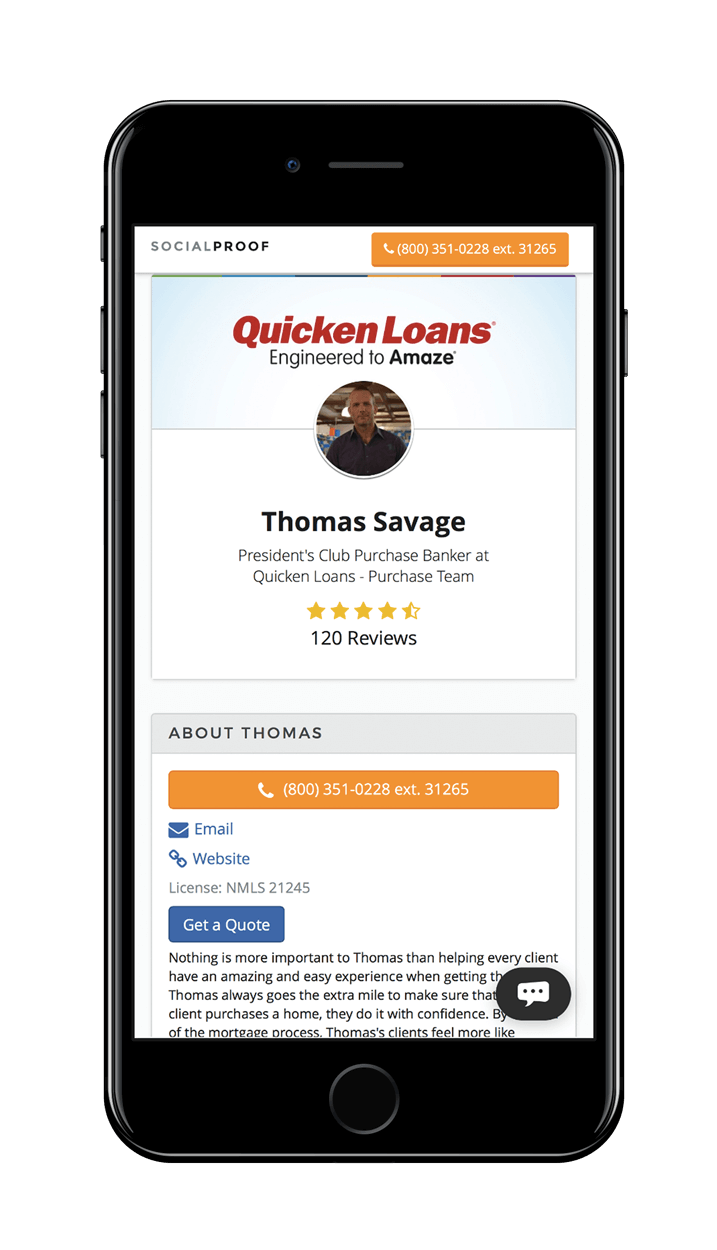 SOCIALPROOF
(800) 351-0228 ext. 31265
Quicken Loans®
Engineered to Amaze®
Thomas Savage
President's Club Purchase Banker at
Quicken Loans - Purchase Team
120 Reviews
ABOUT THOMAS
(800) 351-0228 ext. 31265
Email
Website
License: NMLS 21245
Get a Quote
Nothing is more important to Thomas than helping every client
have an amazing and easy experience when getting
Thomas always goes the extra mile to make sure that
client purchases a home, they do it with confidence. By
of the mortgage process, Thomas's clients feel more like